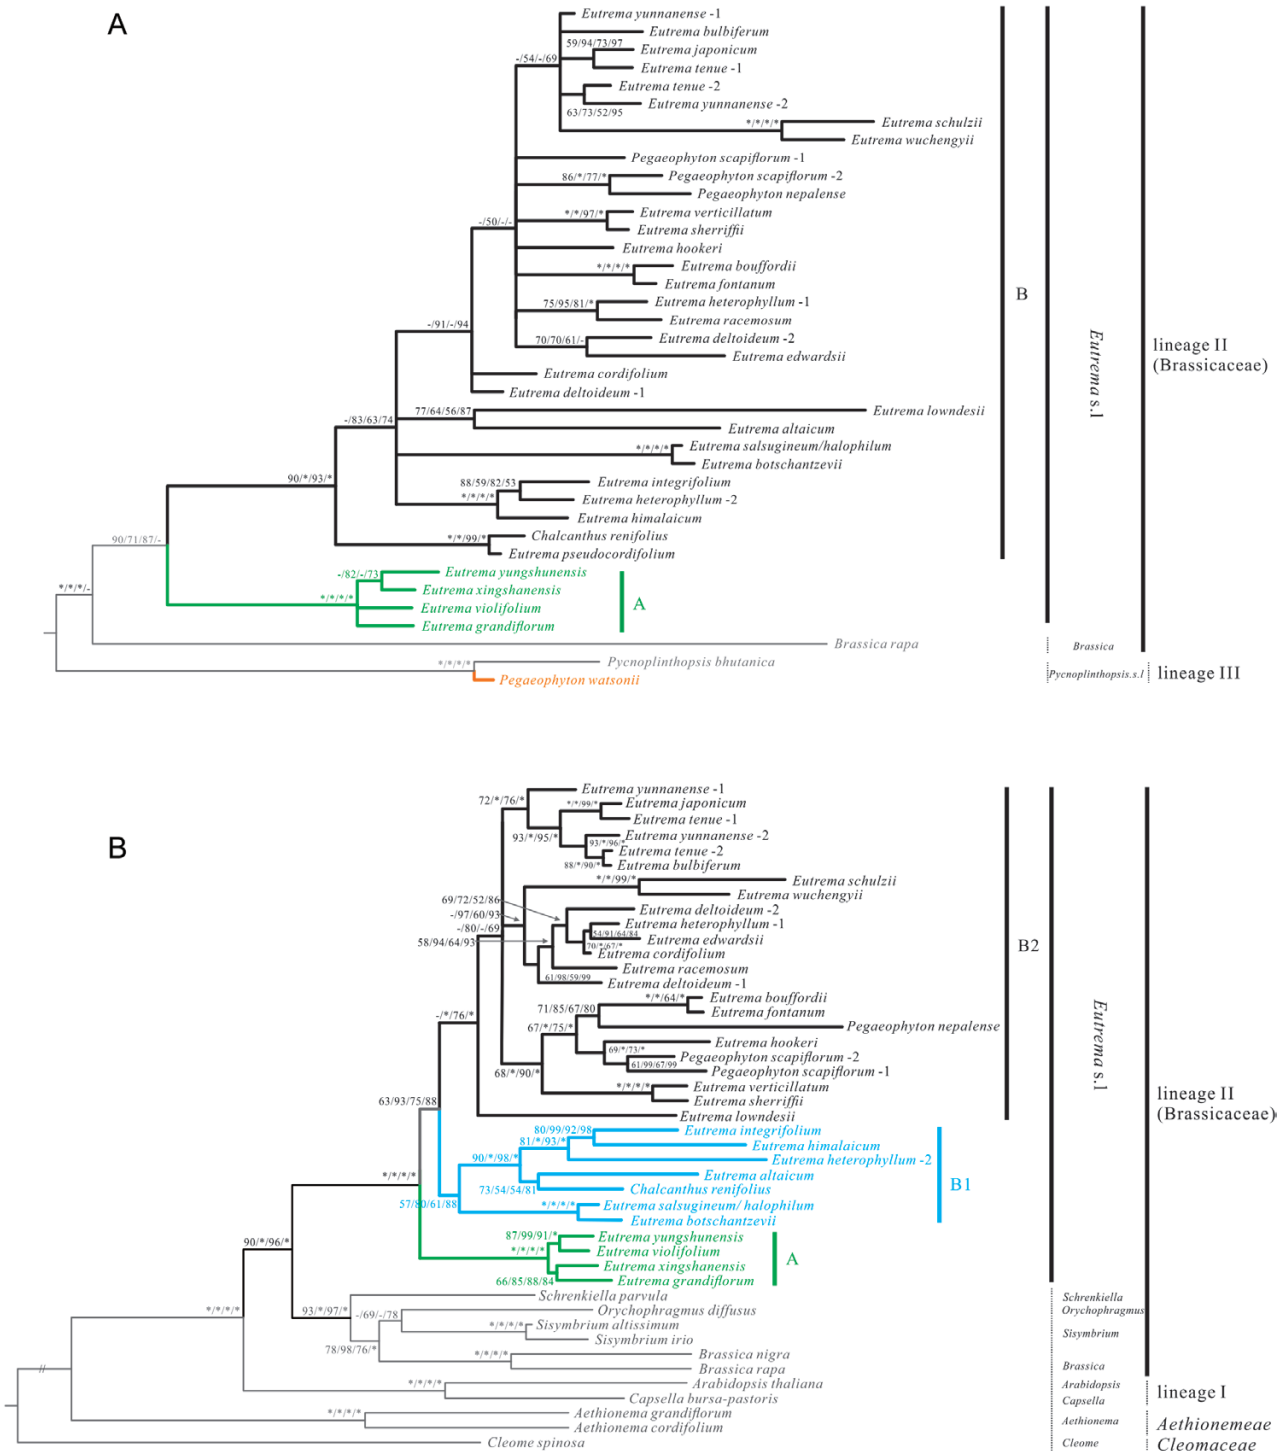 A
Eutrema yunnanense -1
Eutrema bulbiferum
59/94/73/97
Eutrema japonicum
-/54/-/69
Eutrema tenue -1
Eutrema tenue -2
Eutrema yunnanense -2
63/73/52/95
*/*/*/*
Eutrema schulzii
Eutrema wuchengyii
Pegaeophyton scapiflorum -1
86/*/77/*
Pegaeophyton scapiflorum -2
Pegaeophyton nepalense
*/*/97/*
Eutrema verticillatum
-/50/-/-
Eutrema sherriffii
Eutrema hookeri
*/*/*/*
Eutrema bouffordii
Eutrema fontanum
B
75/95/81/*
Eutrema heterophyllum -1
Eutrema racemosum
-/91/-/94
70/70/61/-
Eutrema deltoideum -2
Eutrema edwardsii
Eutrema s.l
lineage II
(Brassicaceae)
Eutrema cordifolium
Eutrema deltoideum -1
77/64/56/87
Eutrema lowndesii
-/83/63/74
Eutrema altaicum
*/*/*/*
Eutrema salsugineum/halophilum
Eutrema botschantzevii
90/*/93/*
88/59/82/53
Eutrema integrifolium
*/*/*/*
Eutrema heterophyllum -2
Eutrema himalaicum
*/*/99/*
Chalcanthus renifolius
90/71/87/-
Eutrema pseudocordifolium
-/82/-/73
Eutrema yungshunensis
*/*/*/-
Eutrema xingshanensis
*/*/*/*
Eutrema violifolium
A
Eutrema grandiflorum
Brassica rapa
Brassica
*/*/*/*
Pycnoplinthopsis bhutanica
Pegaeophyton watsonii
Pycnoplinthopsis.s.l
lineage III
B
Eutrema yunnanense -1
72/*/76/*
*/*/99/*
Eutrema japonicum
Eutrema tenue -1
93/*/95/*
Eutrema yunnanense -2
93/*/96/*
Eutrema tenue -2
88/*/90/*
Eutrema bulbiferum
*/*/99/*
Eutrema schulzii
Eutrema wuchengyii
69/72/52/86
Eutrema deltoideum -2
-/97/60/93
Eutrema heterophyllum -1
-/80/-/69
54/91/64/84
Eutrema edwardsii
58/94/64/93
70/*/67/*
Eutrema cordifolium
B2
Eutrema racemosum
61/98/59/99
Eutrema deltoideum -1
*/*/64/*
Eutrema bouffordii
71/85/67/80
Eutrema fontanum
-/*/76/*
67/*/75/*
Pegaeophyton nepalense
Eutrema hookeri
69/*/73/*
Pegaeophyton scapiflorum -2
61/99/67/99
68/*/90/*
Pegaeophyton scapiflorum -1
*/*/*/*
Eutrema verticillatum
Eutrema sherriffii
Eutrema s.l
lineage II
(Brassicaceae)
63/93/75/88
Eutrema lowndesii
80/99/92/98
Eutrema integrifolium
81/*/93/*
Eutrema himalaicum
90/*/98/*
Eutrema heterophyllum -2
*/*/*/*
Eutrema altaicum
73/54/54/81
Chalcanthus renifolius
B1
57/80/61/88
*/*/*/*
Eutrema salsugineum/ halophilum
Eutrema botschantzevii
87/99/91/*
Eutrema yungshunensis
90/*/96/*
*/*/*/*
Eutrema violifolium
A
Eutrema xingshanensis
66/85/88/84
Eutrema grandiflorum
Schrenkiella parvula
Schrenkiella
*/*/*/*
93/*/97/*
-/69/-/78
Orychophragmus diffusus
Orychophragmus
*/*/*/*
Sisymbrium altissimum
Sisymbrium irio
Sisymbrium
78/98/76/*
*/*/*/*
Brassica nigra
Brassica rapa
Brassica
*/*/*/*
Arabidopsis thaliana
Arabidopsis
lineage I
Capsella bursa-pastoris
Capsella
*/*/*/*
Aethionema grandiflorum
Aethionema
Aethionemeae
Aethionema cordifolium
Cleome spinosa
Cleome
Cleomaceae